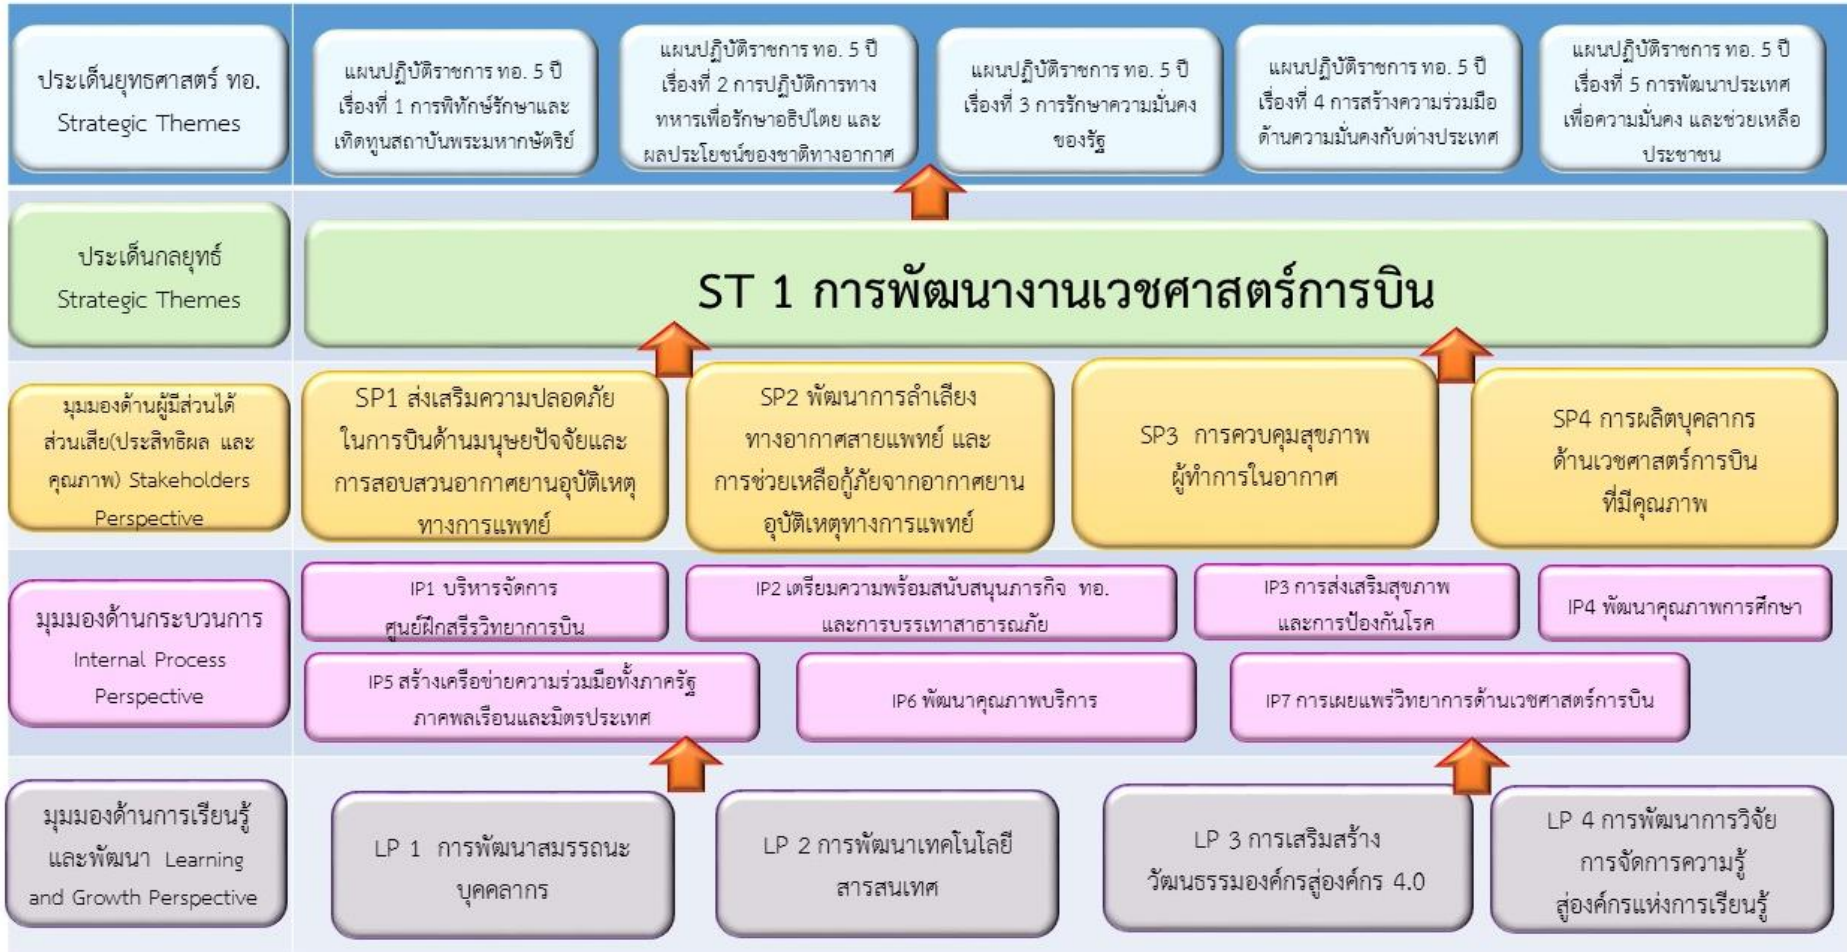 ประเด็นยุทธศาสตร์ ทอ.
Strategic Themes
แผนปฏิบัติราชการ ทอ. 5 ปี
เรื่องที่ 1 การพิทักษ์รักษาและ
เทิดทูนสถาบันพระมหากษัตริย์
แผนปฏิบัติราชการ ทอ. 5 ปี
เรื่องที่ 2 การปฏิบัติการทาง
ทหารเพื่อรักษาอธิปไตย และ
ผลประโยชน์ของชาติทางอากาศ
แผนปฏิบัติราชการ ทอ. 5 ปี
เรื่องที่ 3 การรักษาความมั่นคง
ของรัฐ
แผนปฏิบัติราชการ ทอ. 5 ปี
เรื่องที่ 4 การสร้างความร่วมมือ
ด้านความมั่นคงกับต่างประเทศ
แผนปฏิบัติราชการ ทอ. 5 ปี
เรื่องที่ 5 การพัฒนาประเทศ
เพื่อความมั่นคง และช่วยเหลือ
ประชาชน
ประเด็นกลยุทธ์
Strategic Themes
ST 1 การพัฒนางานเวชศาสตร์การบิน
มุมมองด้านผู้มีส่วนได้
ส่วนเสีย(ประสิทธิผล และ
คุณภาพ) Stakeholders
Perspective
SP1 ส่งเสริมความปลอดภัย
ในการบินด้านมนุษยปัจจัยและ
การสอบสวนอากาศยานอุบัติเหตุ
ทางการแพทย์
SP2 พัฒนาการลำเลียง
ทางอากาศสายแพทย์ และ
การช่วยเหลือกู้ภัยจากอากาศยาน
อุบัติเหตุทางการแพทย์
SP3 การควบคุมสุขภาพ
ผู้ทำการในอากาศ
SP4 การผลิตบุคลากร
ด้านเวชศาสตร์การบิน
ที่มีคุณภาพ
มุมมองด้านกระบวนการ
Internal Process
Perspective
IP1 บริหารจัดการ
ศูนย์ฝึกสรีรวิทยาการบิน
IP2 เตรียมความพร้อมสนับสนุนภารกิจ ทอ.
และการบรรเทาสาธารณภัย
IP3 การส่งเสริมสุขภาพ
และการป้องกันโรค
IP4 พัฒนาคุณภาพการศึกษา
IP5 สร้างเครือข่ายความร่วมมือทั้งภาครัฐ
ภาคพลเรือนและมิตรประเทศ
IP6 พัฒนาคุณภาพบริการ
IP7 การเผยแพร่วิทยาการด้านเวชศาสตร์การบิน
มุมมองด้านการเรียนรู้
และพัฒนา Learning
and Growth Perspective
LP 1 การพัฒนาสมรรถนะ
บุคคลากร
LP 2 การพัฒนาเทคโนโลยี
สารสนเทศ
LP 3 การเสริมสร้าง
วัฒนธรรมองค์กรสู่องค์กร 4.0
LP 4 การพัฒนาการวิจัย
การจัดการความรู้
สู่องค์กรแห่งการเรียนรู้